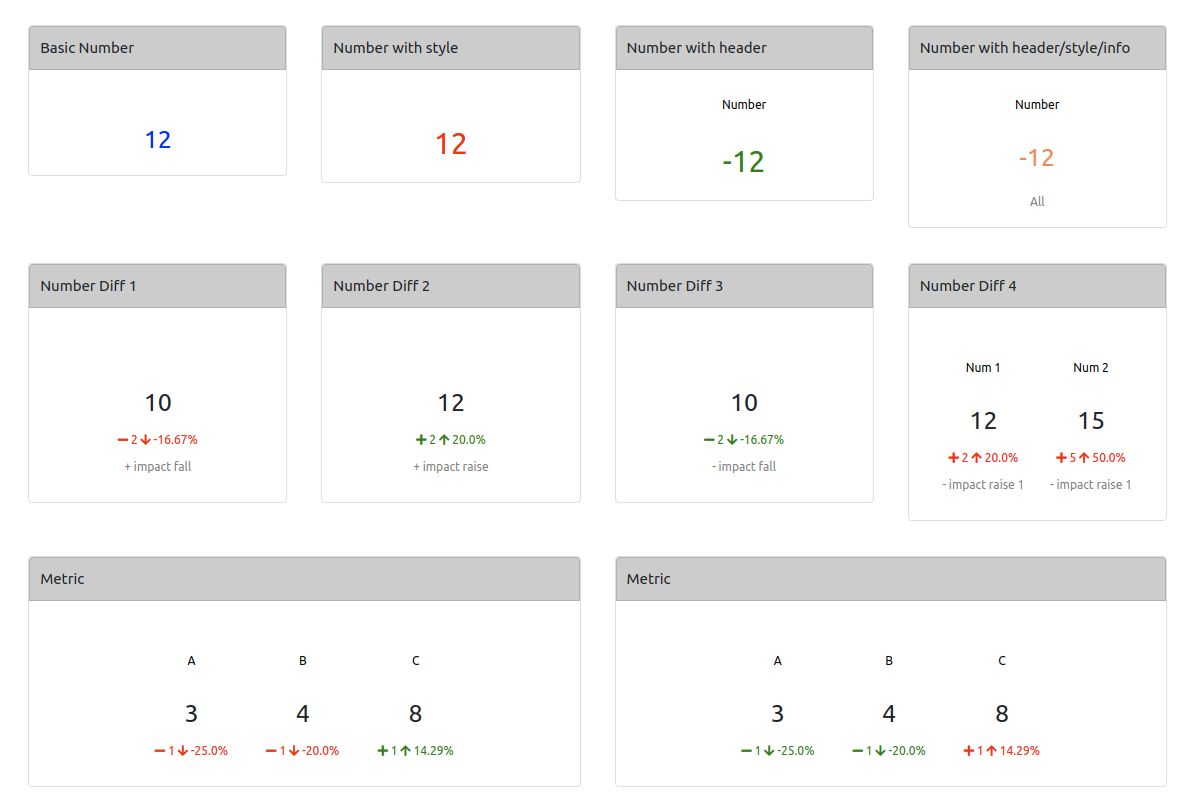 Basic Number
12
Number with style
12
Number with header
Number
-12
Number with header/style/info
Number
-12
All
Number Diff 1
10
−2↓-16.67%
+ impact fall
Number Diff 2
12
+2↑20.0%
+ impact raise
Number Diff 3
10
−2↓-16.67%
- impact fall
Number Diff 4
Num 1 Num 2
12 15
+2↑20.0% +5↑50.0%
- impact raise 1 - impact raise 1
Metric
A B C
3 4 8
−1↓-25.0% −1↓-20.0% +1↑14.29%
Metric
A B C
3 4 8
−1↓-25.0% −1↓-20.0% +1↑14.29%